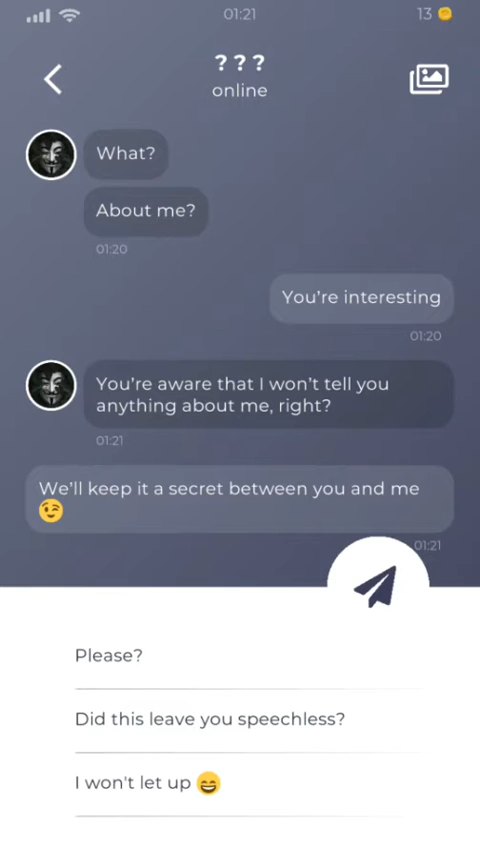 01:21
13
???
online
What?
About me?
01:20
You're interesting
01:20
You're aware that I won't tell you
anything about me, right?
01:21
We'll keep it a secret between you and me
😉
01:21
Please?
Did this leave you speechless?
I won't let up 😄